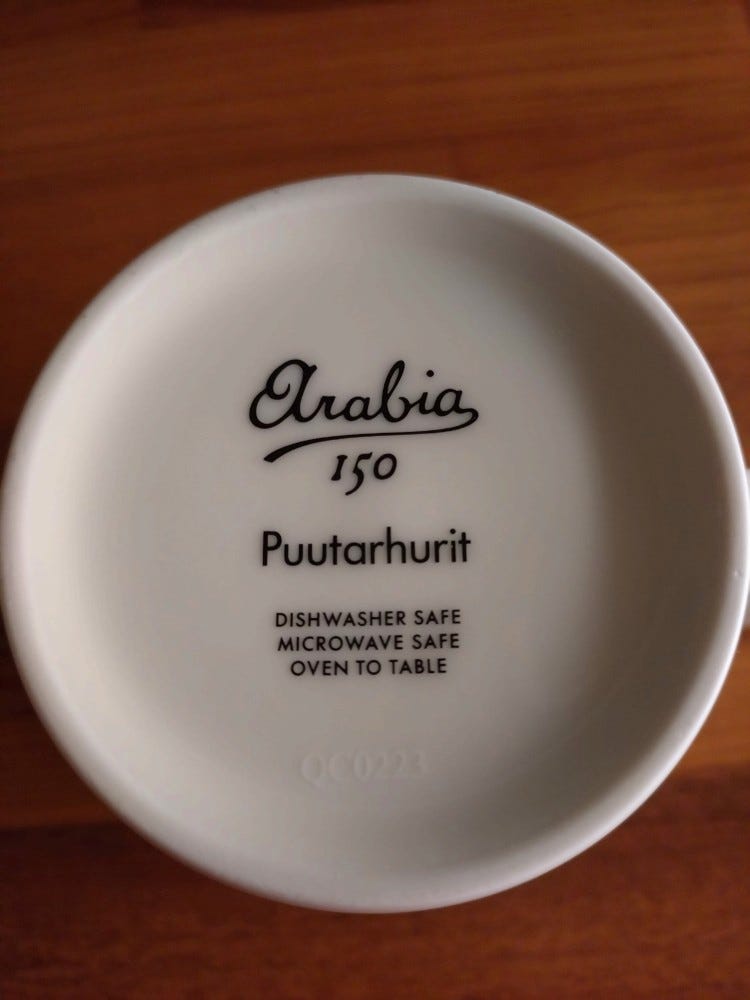 Arabia
150
Puutarhurit
DISHWASHER SAFE
MICROWAVE SAFE
OVEN TO TABLE
QC0223